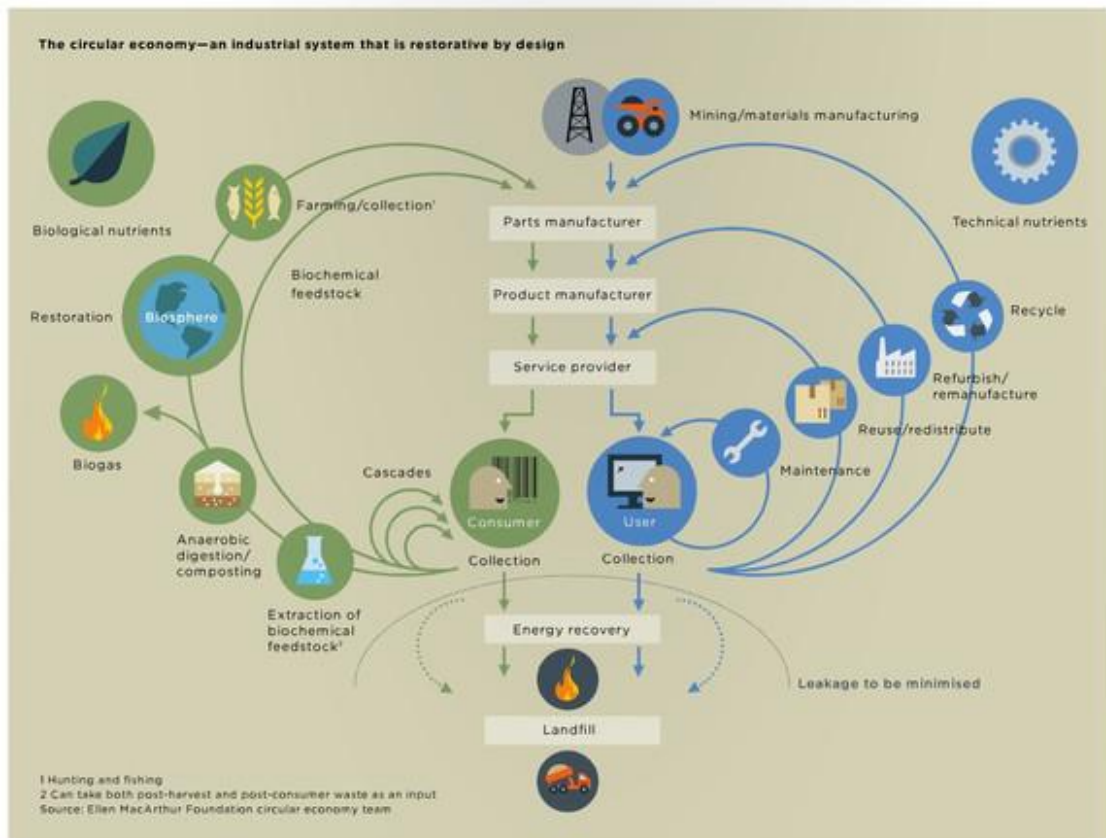 The circular economy—an industrial system that is restorative by design
Mining/materials manufacturing
Biological nutrients
Farming/collection¹
Technical nutrients
Parts manufacturer
Biochemical
feedstock
Product manufacturer
Restoration
Biosphere
Recycle
Service provider
Refurbish/
remanufacture
Reuse/redistribute
Biogas
Cascades
Maintenance
Consumer
User
Anaerobic
digestion/
composting
Collection
Collection
Extraction of
biochemical
feedstock²
Energy recovery
Leakage to be minimised
Landfill
1 Hunting and fishing
2 Can take both post-harvest and post-consumer waste as an input
Source: Ellen MacArthur Foundation circular economy team